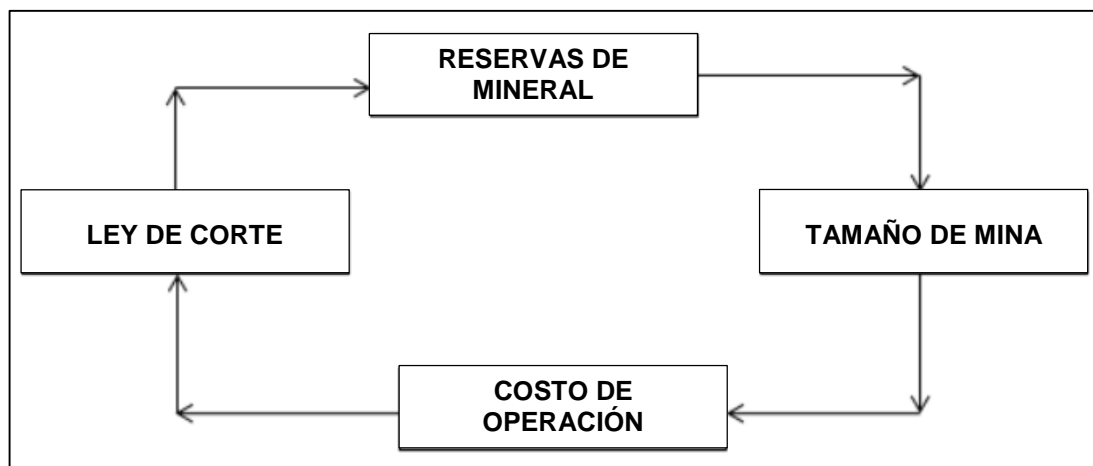 RESERVAS DE
MINERAL
LEY DE CORTE
TAMAÑO DE MINA
COSTO DE
OPERACIÓN